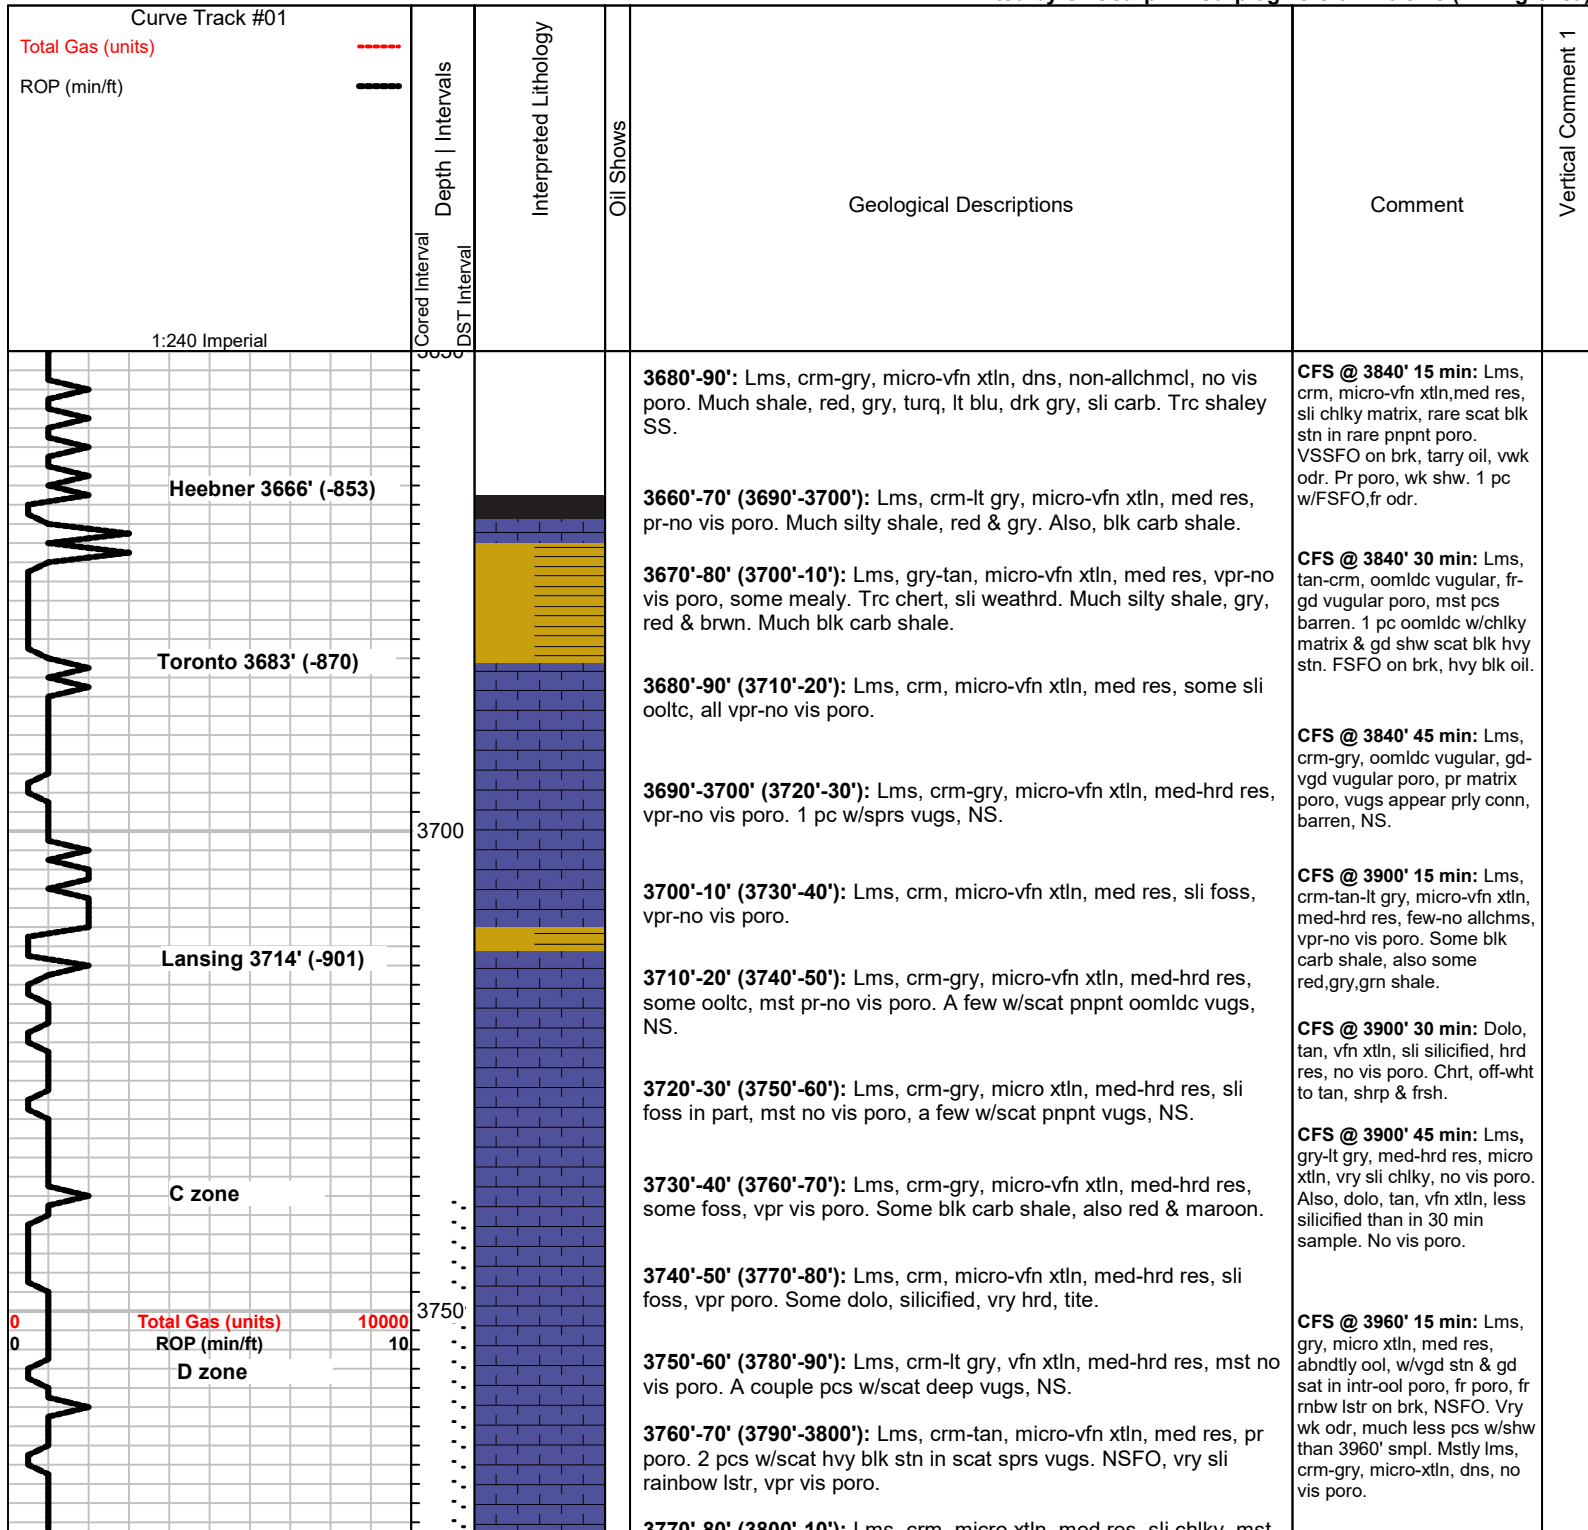 Curve Track #01
Total Gas (units)
ROP (min/ft)
1:240 Imperial
Depth | Intervals
Cored Interval
DST Interval
Interpreted Lithology
Oil Shows
Geological Descriptions
Comment
Vertical Comment 1
Heebner 3666' (-853)
Toronto 3683' (-870)
3700
Lansing 3714' (-901)
C zone
3750
0 Total Gas (units) 10000
0 ROP (min/ft) 10
D zone
3680'-90': Lms, crm-gry, micro-vfn xtln, dns, non-allchmcl, no vis
poro. Much shale, red, gry, turq, lt blu, drk gry, sli carb. Trc shaley
SS.
3660'-70' (3690'-3700'): Lms, crm-lt gry, micro-vfn xtln, med res,
pr-no vis poro. Much silty shale, red & gry. Also, blk carb shale.
3670'-80' (3700'-10'): Lms, gry-tan, micro-vfn xtln, med res, vpr-no
vis poro, some mealy. Trc chert, sli weathrd. Much silty shale, gry,
red & brwn. Much blk carb shale.
3680'-90' (3710'-20'): Lms, crm, micro-vfn xtln, med res, some sli
ooltc, all vpr-no vis poro.
3690'-3700' (3720'-30'): Lms, crm-gry, micro-vfn xtln, med-hrd res,
vpr-no vis poro. 1 pc w/sprs vugs, NS.
3700'-10' (3730'-40'): Lms, crm, micro-vfn xtln, med res, sli foss,
vpr-no vis poro.
3710'-20' (3740'-50'): Lms, crm-gry, micro-vfn xtln, med-hrd res,
some ooltc, mst pr-no vis poro. A few w/scat pnpnt oomldc vugs,
NS.
3720'-30' (3750'-60'): Lms, crm-gry, micro xtln, med-hrd res, sli
foss in part, mst no vis poro, a few w/scat pnpnt vugs, NS.
3730'-40' (3760'-70'): Lms, crm-gry, micro-vfn xtln, med-hrd res,
some foss, vpr vis poro. Some blk carb shale, also red & maroon.
3740'-50' (3770'-80'): Lms, crm, micro-vfn xtln, med-hrd res, sli
foss, vpr poro. Some dolo, silicified, vry hrd, tite.
3750'-60' (3780'-90'): Lms, crm-lt gry, vfn xtln, med-hrd res, mst no
vis poro. A couple pcs w/scat deep vugs, NS.
3760'-70' (3790'-3800'): Lms, crm-tan, micro-vfn xtln, med res, pr
poro. 2 pcs w/scat hvy blk stn in scat sprs vugs. NSFO, vry sli
rainbow lstr, vpr vis poro.
3770'-80' (3800'-10'): Lms, crm, micro xtln, med res, sli chlky, mst
CFS @ 3840' 15 min: Lms,
crm, micro-vfn xtln,med res,
sli chlky matrix, rare scat blk
stn in rare pnpnt poro.
VSSFO on brk, tarry oil, vwk
odr. Pr poro, wk shw. 1 pc
w/FSFO,fr odr.
CFS @ 3840' 30 min: Lms,
tan-crm, oomldc vugular, fr-
gd vugular poro, mst pcs
barren. 1 pc oomldc w/chlky
matrix & gd shw scat blk hvy
stn. FSFO on brk, hvy blk oil.
CFS @ 3840' 45 min: Lms,
crm-gry, oomldc vugular, gd-
vgd vugular poro, pr matrix
poro, vugs appear prly conn,
barren, NS.
CFS @ 3900' 15 min: Lms,
crm-tan-lt gry, micro-vfn xtln,
med-hrd res, few-no allchms,
vpr-no vis poro. Some blk
carb shale, also some
red,gry,grn shale.
CFS @ 3900' 30 min: Dolo,
tan, vfn xtln, sli silicified, hrd
res, no vis poro. Chrt, off-wht
to tan, shrp & frsh.
CFS @ 3900' 45 min: Lms,
gry-lt gry, med-hrd res, micro
xtln, vry sli chlky, no vis poro.
Also, dolo, tan, vfn xtln, less
silicified than in 30 min
sample. No vis poro.
CFS @ 3960' 15 min: Lms,
gry, micro xtln, med res,
abndtly ool, w/vgd stn & gd
sat in intr-ool poro, fr poro, fr
rnbw lstr on brk, NSFO. Vry
wk odr, much less pcs w/shw
than 3960' smpl. Mstly lms,
crm-gry, micro-xtln, dns, no
vis poro.